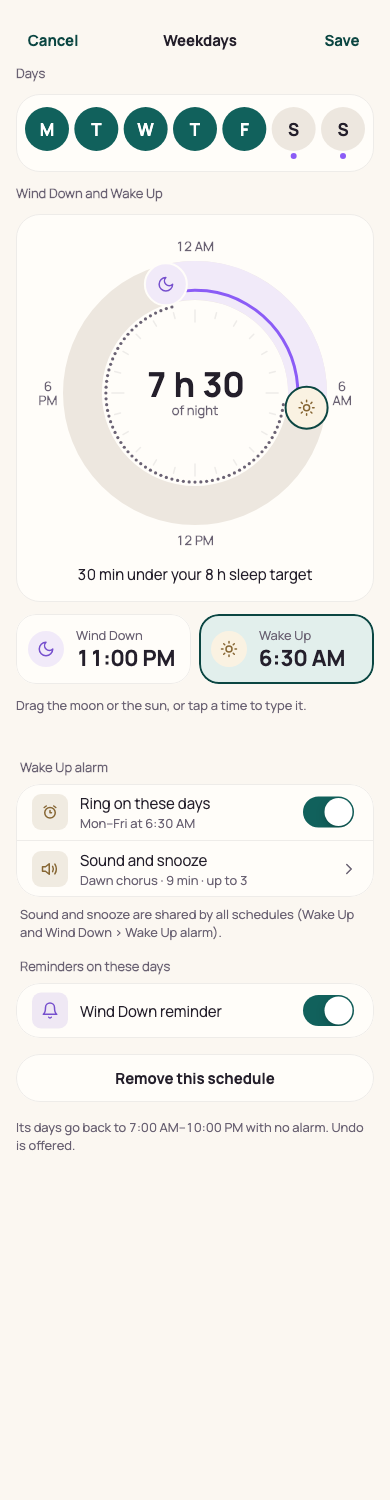 Cancel
Weekdays
Save
Days
M T W T F S S
Wind Down and Wake Up
12 AM
6
PM
7 h 30
of night
6
AM
12 PM
30 min under your 8 h sleep target
Wind Down
11:00 PM
Wake Up
6:30 AM
Drag the moon or the sun, or tap a time to type it.
Wake Up alarm
Ring on these days
Mon–Fri at 6:30 AM
Sound and snooze
Dawn chorus · 9 min · up to 3
Sound and snooze are shared by all schedules (Wake Up
and Wind Down › Wake Up alarm).
Reminders on these days
Wind Down reminder
Remove this schedule
Its days go back to 7:00 AM–10:00 PM with no alarm. Undo
is offered.